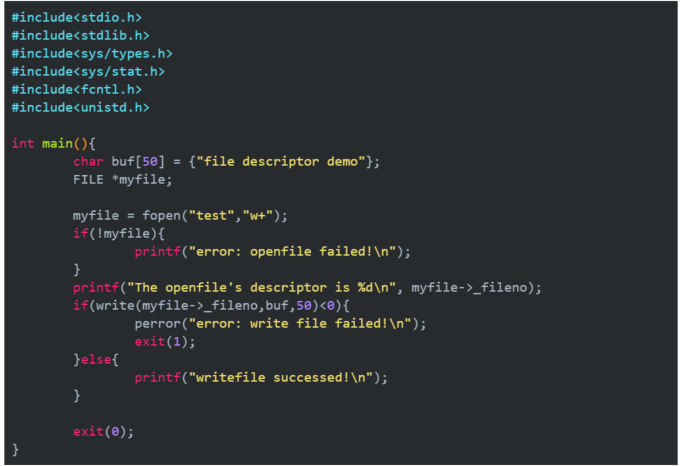 #include<stdio.h>
#include<stdlib.h>
#include<sys/types.h>
#include<sys/stat.h>
#include<fcntl.h>
#include<unistd.h>

int main(){
        char buf[50] = {"file descriptor demo"};
        FILE *myfile;

        myfile = fopen("test","w+");
        if(!myfile){
                printf("error: openfile failed!\n");
        }
        printf("The openfile's descriptor is %d\n", myfile->_fileno);
        if(write(myfile->_fileno,buf,50)<0){
                perror("error: write file failed!\n");
                exit(1);
        }else{
                printf("writefile successed!\n");
        }

        exit(0);
}